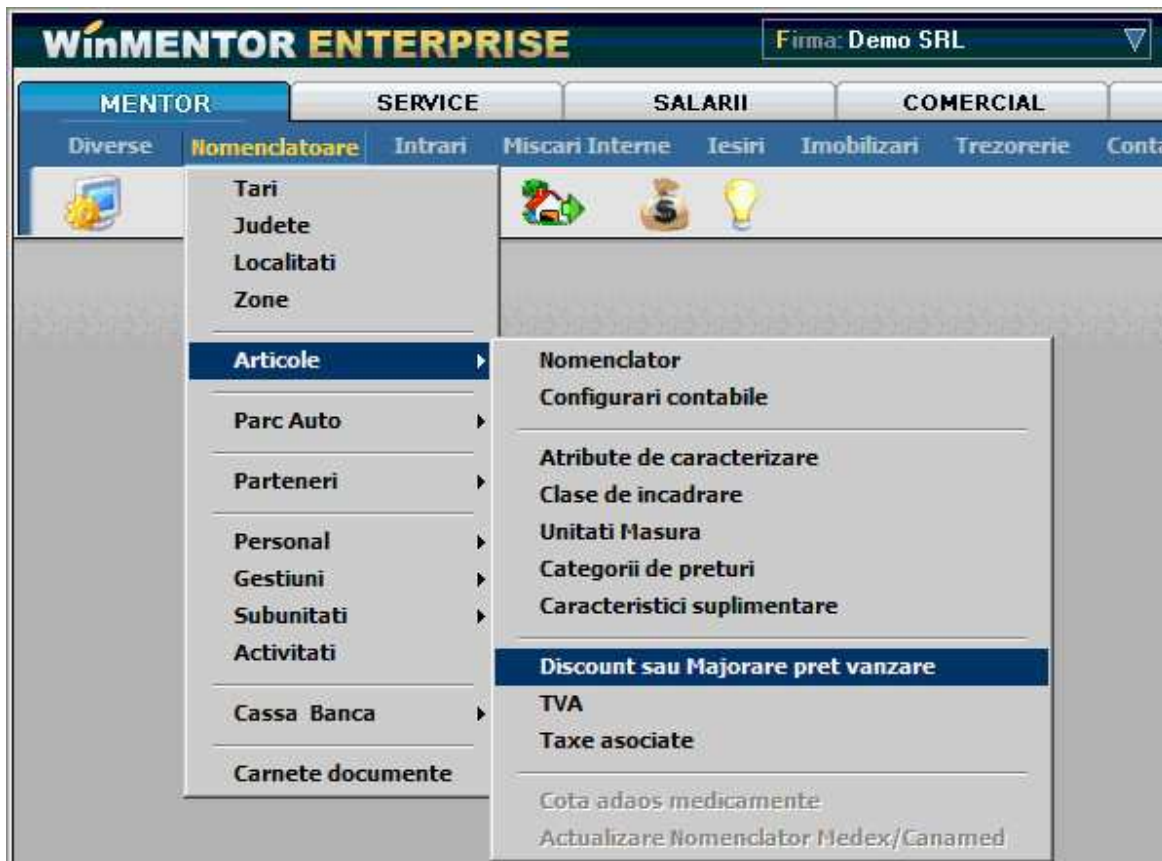 WinMENTOR ENTERPRISE
Firma: Demo SRL
MENTOR SERVICE SALARII COMERCIAL
Diverse Nomenclatoare Intrari Miscari Interne Iesiri Imobilizari Trezorerie
Tari
Judete
Localitati
Zone
Articole
Parc Auto
Parteneri
Personal
Gestiuni
Subunitati
Activitati
Cassa Banca
Carnete documente
Nomenclator
Configurari contabile
Atribute de caracterizare
Clase de incadrare
Unitati Masura
Categorii de preturi
Caracteristici suplimentare
Discount sau Majorare pret vanzare
TVA
Taxe asociate
Cota adaos medicamente
Actualizare Nomenclator Medex/Canamed